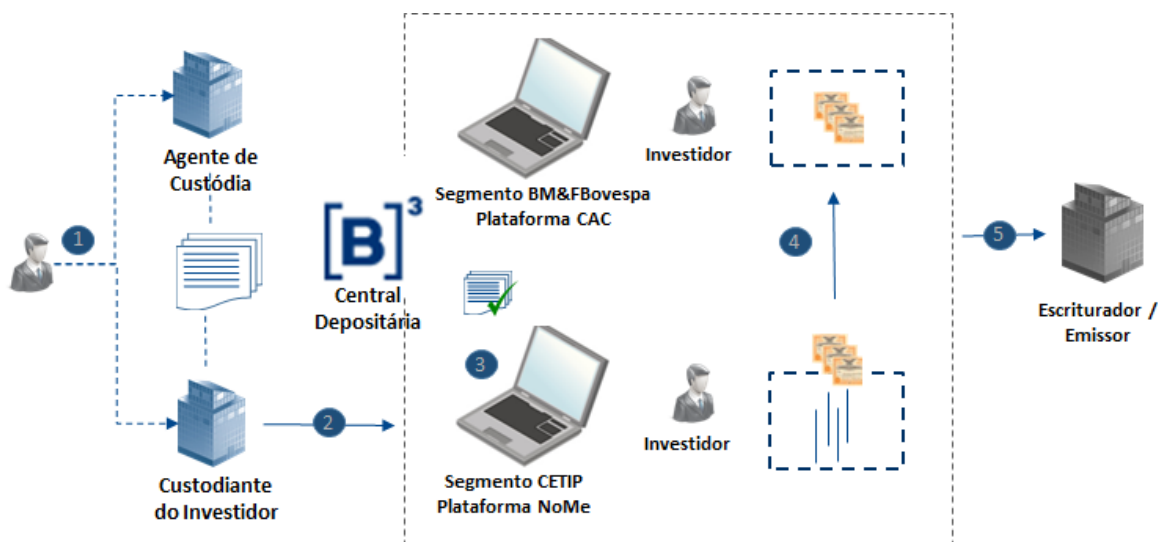 1
Agente de
Custódia
Custodiante
do Investidor
2
[B]³
Central
Depositária
Segmento BM&FBovespa
Plataforma CAC
Investidor
3
Segmento CETIP
Plataforma NoMe
Investidor
4
5
Escriturador /
Emissor